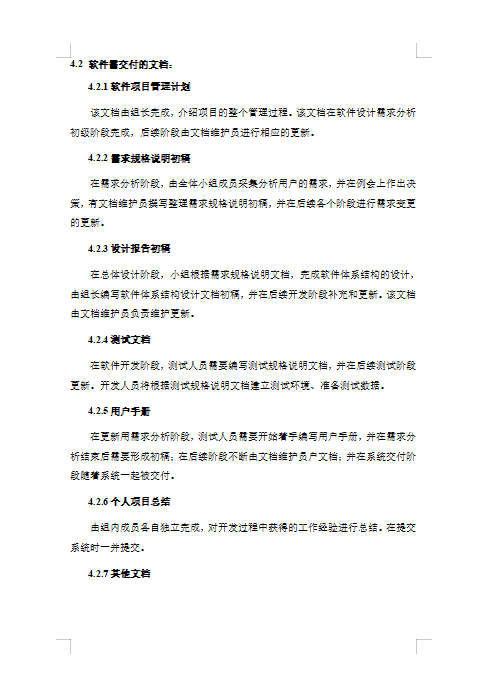 4.2 软件需交付的文档：
4.2.1 软件项目管理计划
该文档由组长完成，介绍项目的整个管理过程。该文档在软件设计需求分析
初级阶段完成，后续阶段由文档维护员进行相应的更新。
4.2.2 需求规格说明初稿
在需求分析阶段，由全体小组成员采集分析用户的需求，并在例会上作出决
策，有文档维护员撰写整理需求规格说明初稿，并在后续各个阶段进行需求变更
的更新。
4.2.3 设计报告初稿
在总体设计阶段，小组根据需求规格说明文档，完成软件体系结构的设计，
由组长编写软件体系结构设计文档初稿，并在后续开发阶段补充和更新。该文档
由文档维护员负责维护更新。
4.2.4 测试文档
在软件开发阶段，测试人员需要编写测试规格说明文档，并在后续测试阶段
更新。开发人员将根据测试规格说明文档建立测试环境、准备测试数据。
4.2.5 用户手册
在更新用需求分析阶段，测试人员需要开始着手编写用户手册，并在需求分
析结束后需要形成初稿；在后续阶段不断由文档维护员户文档；并在系统交付阶
段随着系统一起被交付。
4.2.6 个人项目总结
由组内成员各自独立完成，对开发过程中获得的工作经验进行总结。在提交
系统时一并提交。
4.2.7 其他文档